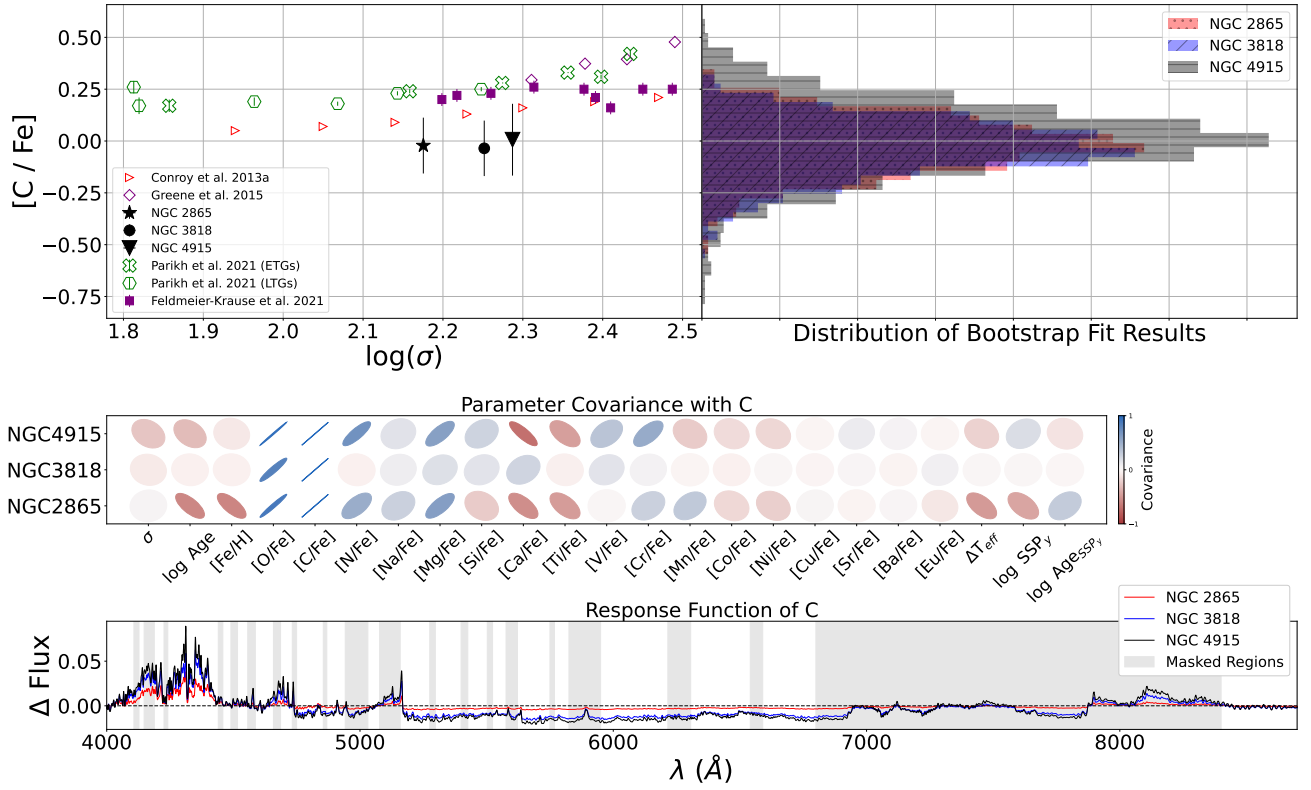 [C / Fe]
0.50
0.25
0.00
−0.25
−0.50
−0.75
Conroy et al. 2013a
Greene et al. 2015
NGC 2865
NGC 3818
NGC 4915
Parikh et al. 2021 (ETGs)
Parikh et al. 2021 (LTGs)
Feldmeier-Krause et al. 2021
1.8 1.9 2.0 2.1 2.2 2.3 2.4 2.5
log(σ)
NGC 2865
NGC 3818
NGC 4915
Distribution of Bootstrap Fit Results
Parameter Covariance with C
NGC4915
NGC3818
NGC2865
1
0
−1
Covariance
σ
log Age
[Fe/H]
[O/Fe]
[C/Fe]
[N/Fe]
[Na/Fe]
[Mg/Fe]
[Si/Fe]
[Ca/Fe]
[Ti/Fe]
[V/Fe]
[Cr/Fe]
[Mn/Fe]
[Co/Fe]
[Ni/Fe]
[Cu/Fe]
[Sr/Fe]
[Ba/Fe]
[Eu/Fe]
ΔT_eff
log SSP_y
log Age_SSP_y
Response Function of C
NGC 2865
NGC 3818
NGC 4915
Masked Regions
Δ Flux
0.05
0.00
4000 5000 6000 7000 8000
λ (Å)